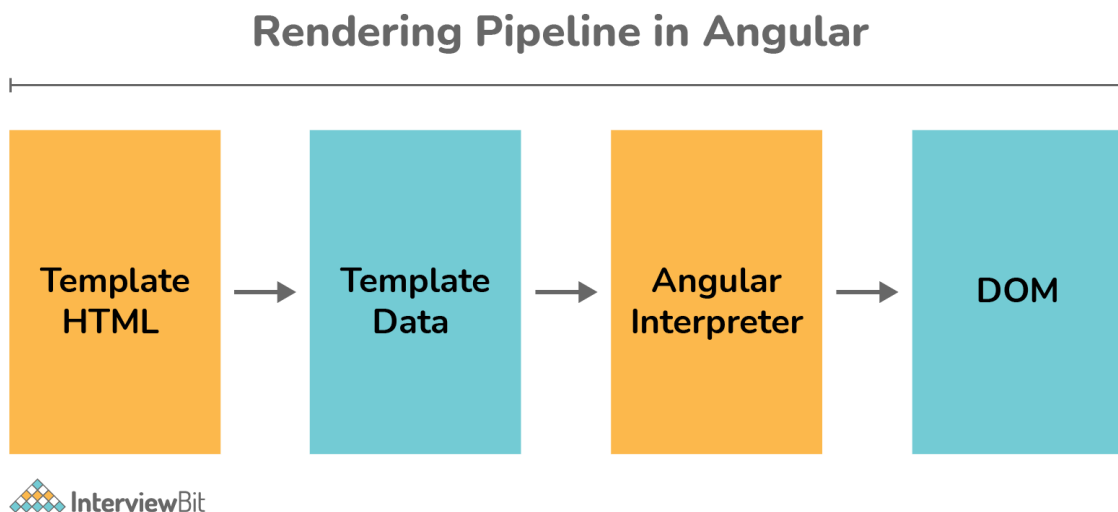 Rendering Pipeline in Angular
Template
HTML
Template
Data
Angular
Interpreter
DOM
InterviewBit